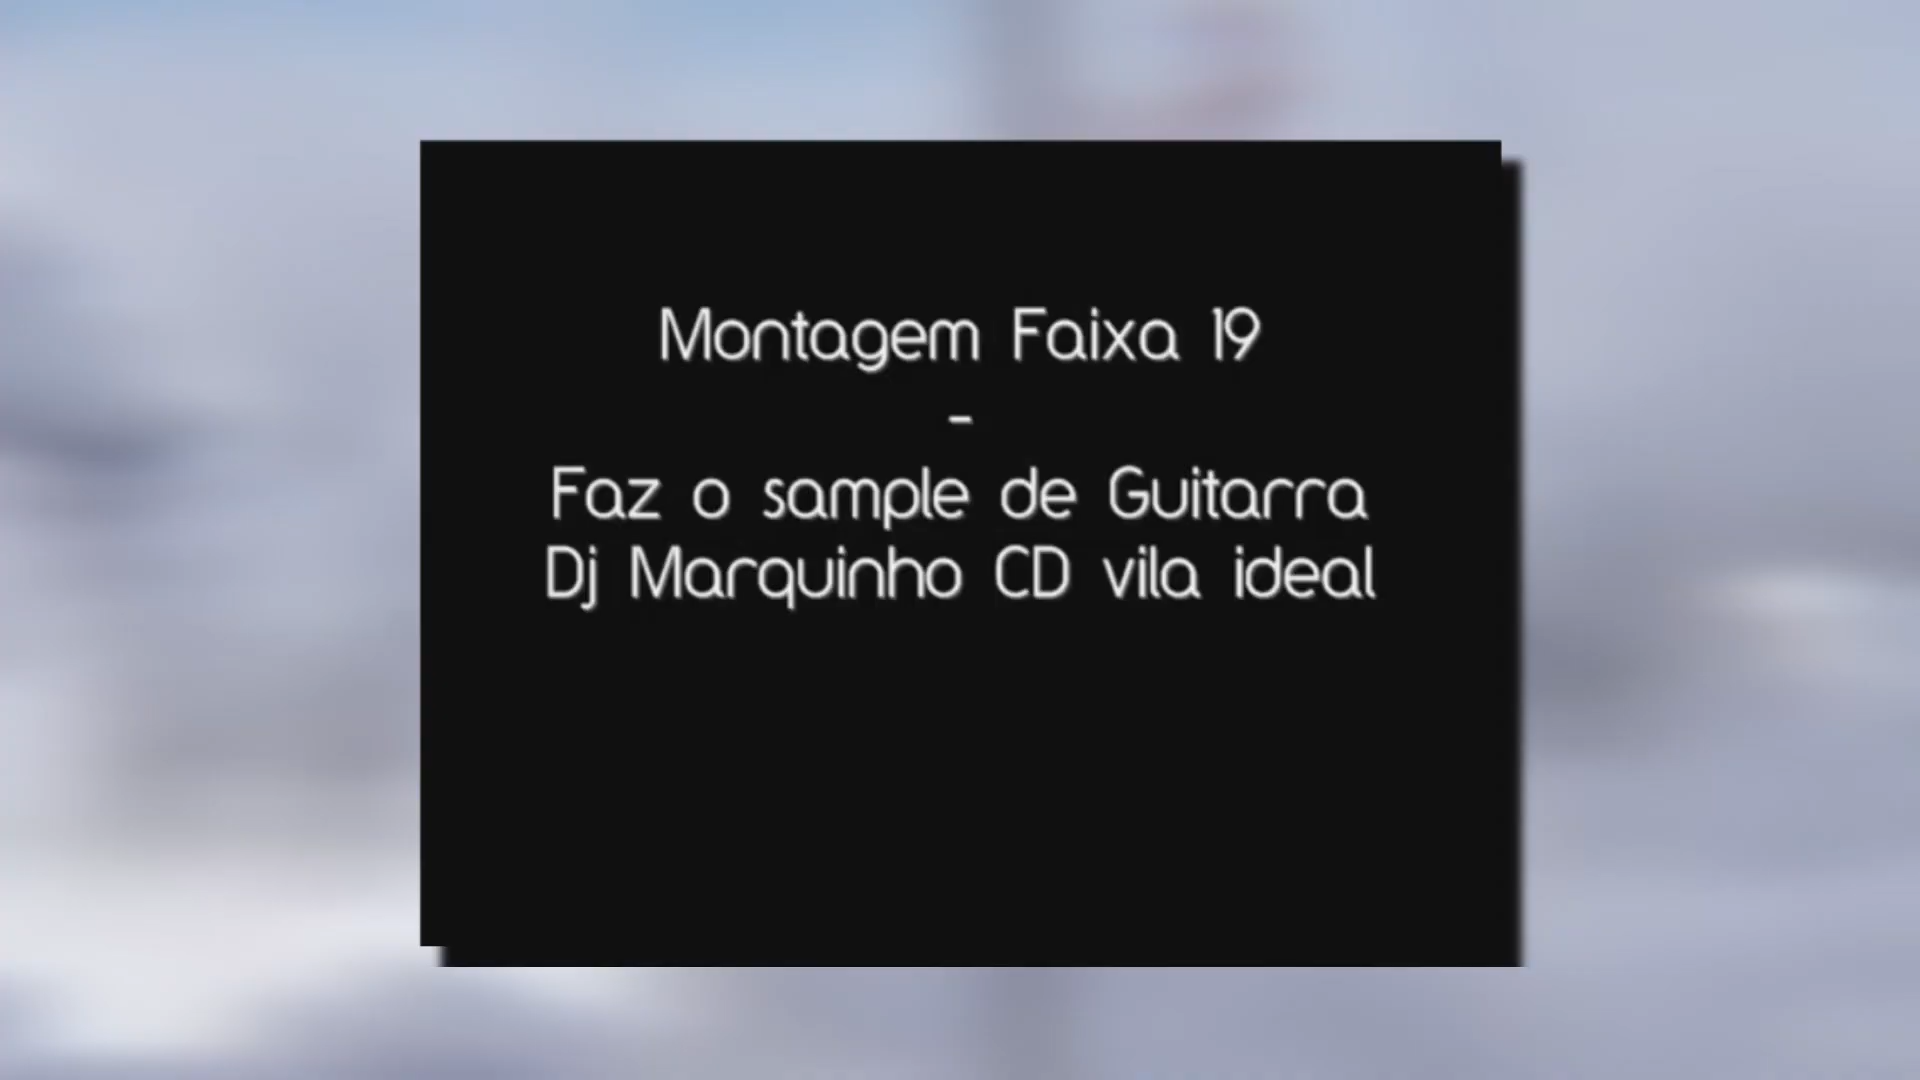 Montagem Faixa 19
-
Faz o sample de Guitarra
Dj Marquinho CD vila ideal